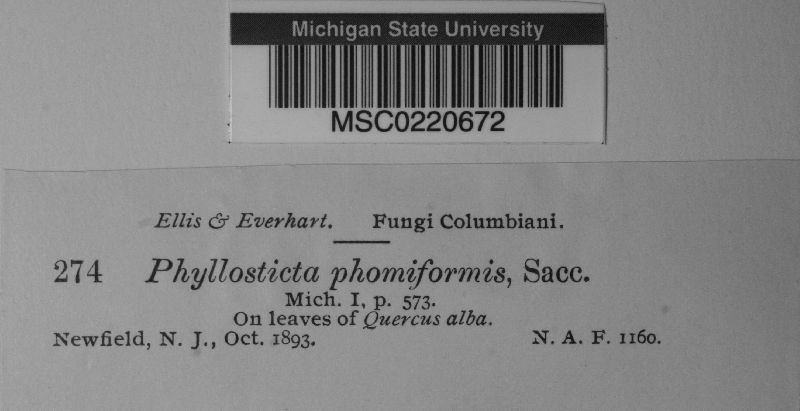 Michigan State University
MSC0220672
Ellis & Everhart. Fungi Columbiani.
274 Phyllosticta phomiformis, Sacc.
Mich. I, p. 573.
On leaves of Quercus alba.
Newfield, N. J., Oct. 1893. N. A. F. 1160.